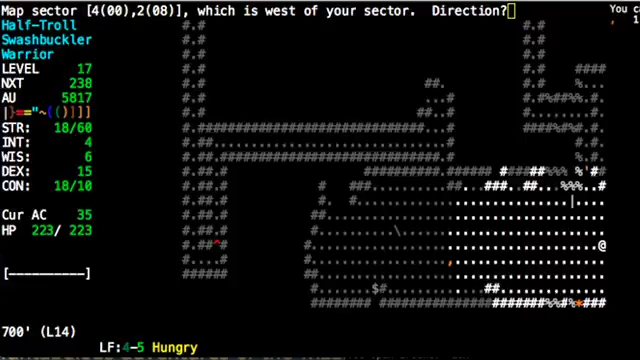 Map sector [4(00),2(08)], which is west of your sector.  Direction?
You c
1
Half-Troll
Swashbuckler
Warrior
LEVEL 17
NXT 238
AU 5817
STR: 18/60
INT: 4
WIS: 6
DEX: 15
CON: 18/10
Cur AC 35
HP 223/ 223
[----------]
700' (L14)
LF:4-5 Hungry